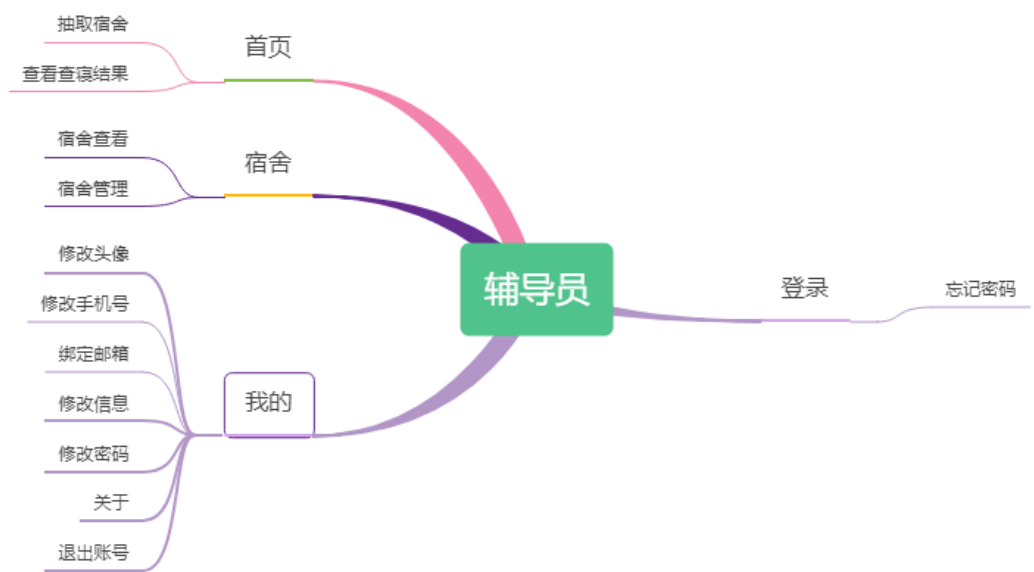 抽取宿舍
首页
查看查寝结果
宿舍查看
宿舍
宿舍管理
修改头像
辅导员
登录
忘记密码
修改手机号
绑定邮箱
我的
修改信息
修改密码
关于
退出账号